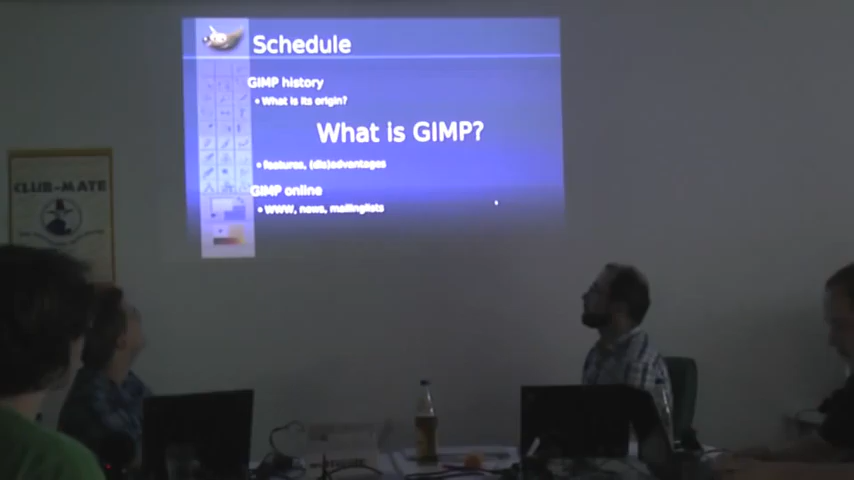 Schedule
GIMP history
• What is its origin?
What is GIMP?
• features, (dis)advantages
GIMP online
• WWW, news, mailinglists
CLUB-MATE